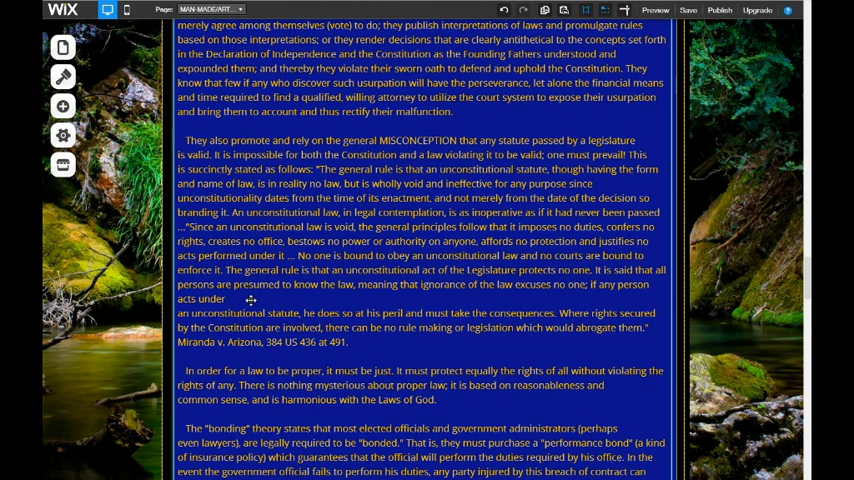 WiX
Page: MAN-MADE/ART...
Preview
Save
Publish
Upgrade
?
merely agree among themselves (vote) to do; they publish interpretations of laws and promulgate rules
based on those interpretations; or they render decisions that are clearly antithetical to the concepts set forth
in the Declaration of Independence and the Constitution as the Founding Fathers understood and
expounded them; and thereby they violate their sworn oath to defend and uphold the Constitution. They
know that few if any who discover such usurpation will have the perseverance, let alone the financial means
and time required to find a qualified, willing attorney to utilize the court system to expose their usurpation
and bring them to account and thus rectify their malfunction.
They also promote and rely on the general MISCONCEPTION that any statute passed by a legislature
is valid. It is impossible for both the Constitution and a law violating it to be valid; one must prevail! This
is succinctly stated as follows: "The general rule is that an unconstitutional statute, though having the form
and name of law, is in reality no law, but is wholly void and ineffective for any purpose since
unconstitutionality dates from the time of its enactment, and not merely from the date of the decision so
branding it. An unconstitutional law, in legal contemplation, is as inoperative as if it had never been passed
..."Since an unconstitutional law is void, the general principles follow that it imposes no duties, confers no
rights, creates no office, bestows no power or authority on anyone, affords no protection and justifies no
acts performed under it ... No one is bound to obey an unconstitutional law and no courts are bound to
enforce it. The general rule is that an unconstitutional act of the Legislature protects no one. It is said that all
persons are presumed to know the law, meaning that ignorance of the law excuses no one; if any person
acts under
an unconstitutional statute, he does so at his peril and must take the consequences. Where rights secured
by the Constitution are involved, there can be no rule making or legislation which would abrogate them."
Miranda v. Arizona, 384 US 436 at 491.
In order for a law to be proper, it must be just. It must protect equally the rights of all without violating the
rights of any. There is nothing mysterious about proper law; it is based on reasonableness and
common sense, and is harmonious with the Laws of God.
The "bonding" theory states that most elected officials and government administrators (perhaps
even lawyers), are legally required to be "bonded." That is, they must purchase a "performance bond" (a kind
of insurance policy) which guarantees that the official will perform the duties required by his office. In the
event the government official fails to perform his duties, any party injured by this breach of contract can